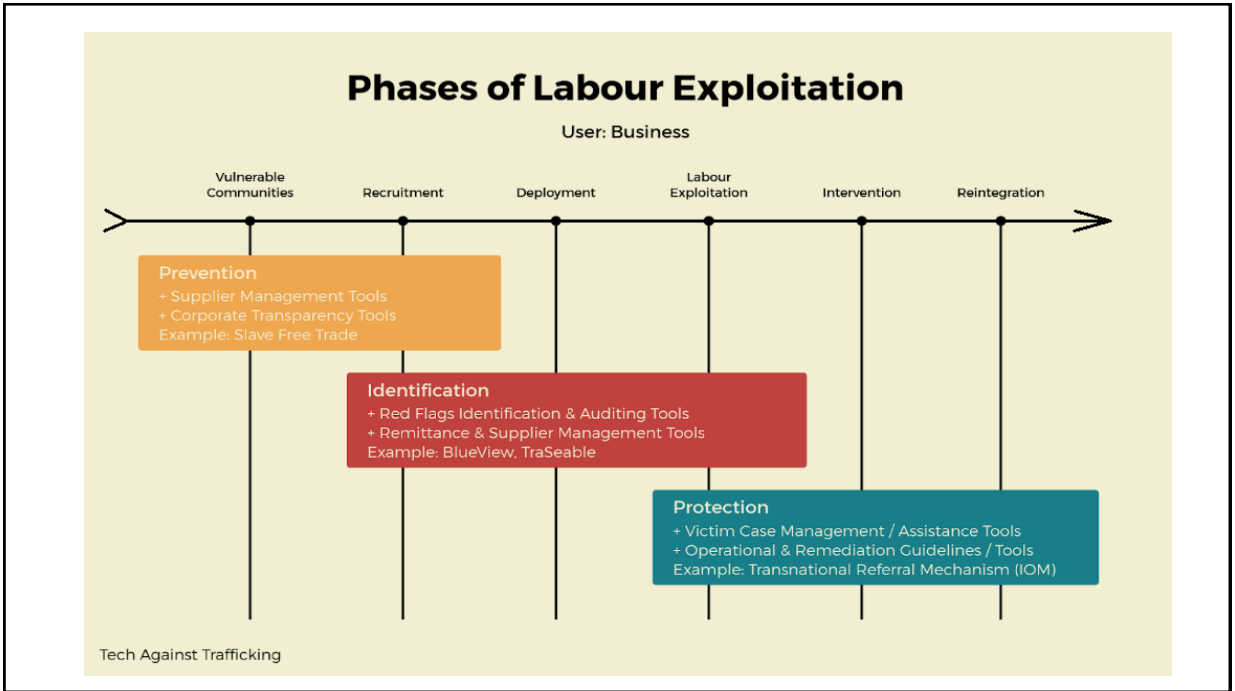 Phases of Labour Exploitation
User: Business
Vulnerable
Communities
Recruitment
Deployment
Labour
Exploitation
Intervention
Reintegration
Prevention
+ Supplier Management Tools
+ Corporate Transparency Tools
Example: Slave Free Trade
Identification
+ Red Flags Identification & Auditing Tools
+ Remittance & Supplier Management Tools
Example: BlueView, TraSeable
Protection
+ Victim Case Management / Assistance Tools
+ Operational & Remediation Guidelines / Tools
Example: Transnational Referral Mechanism (IOM)
Tech Against Trafficking